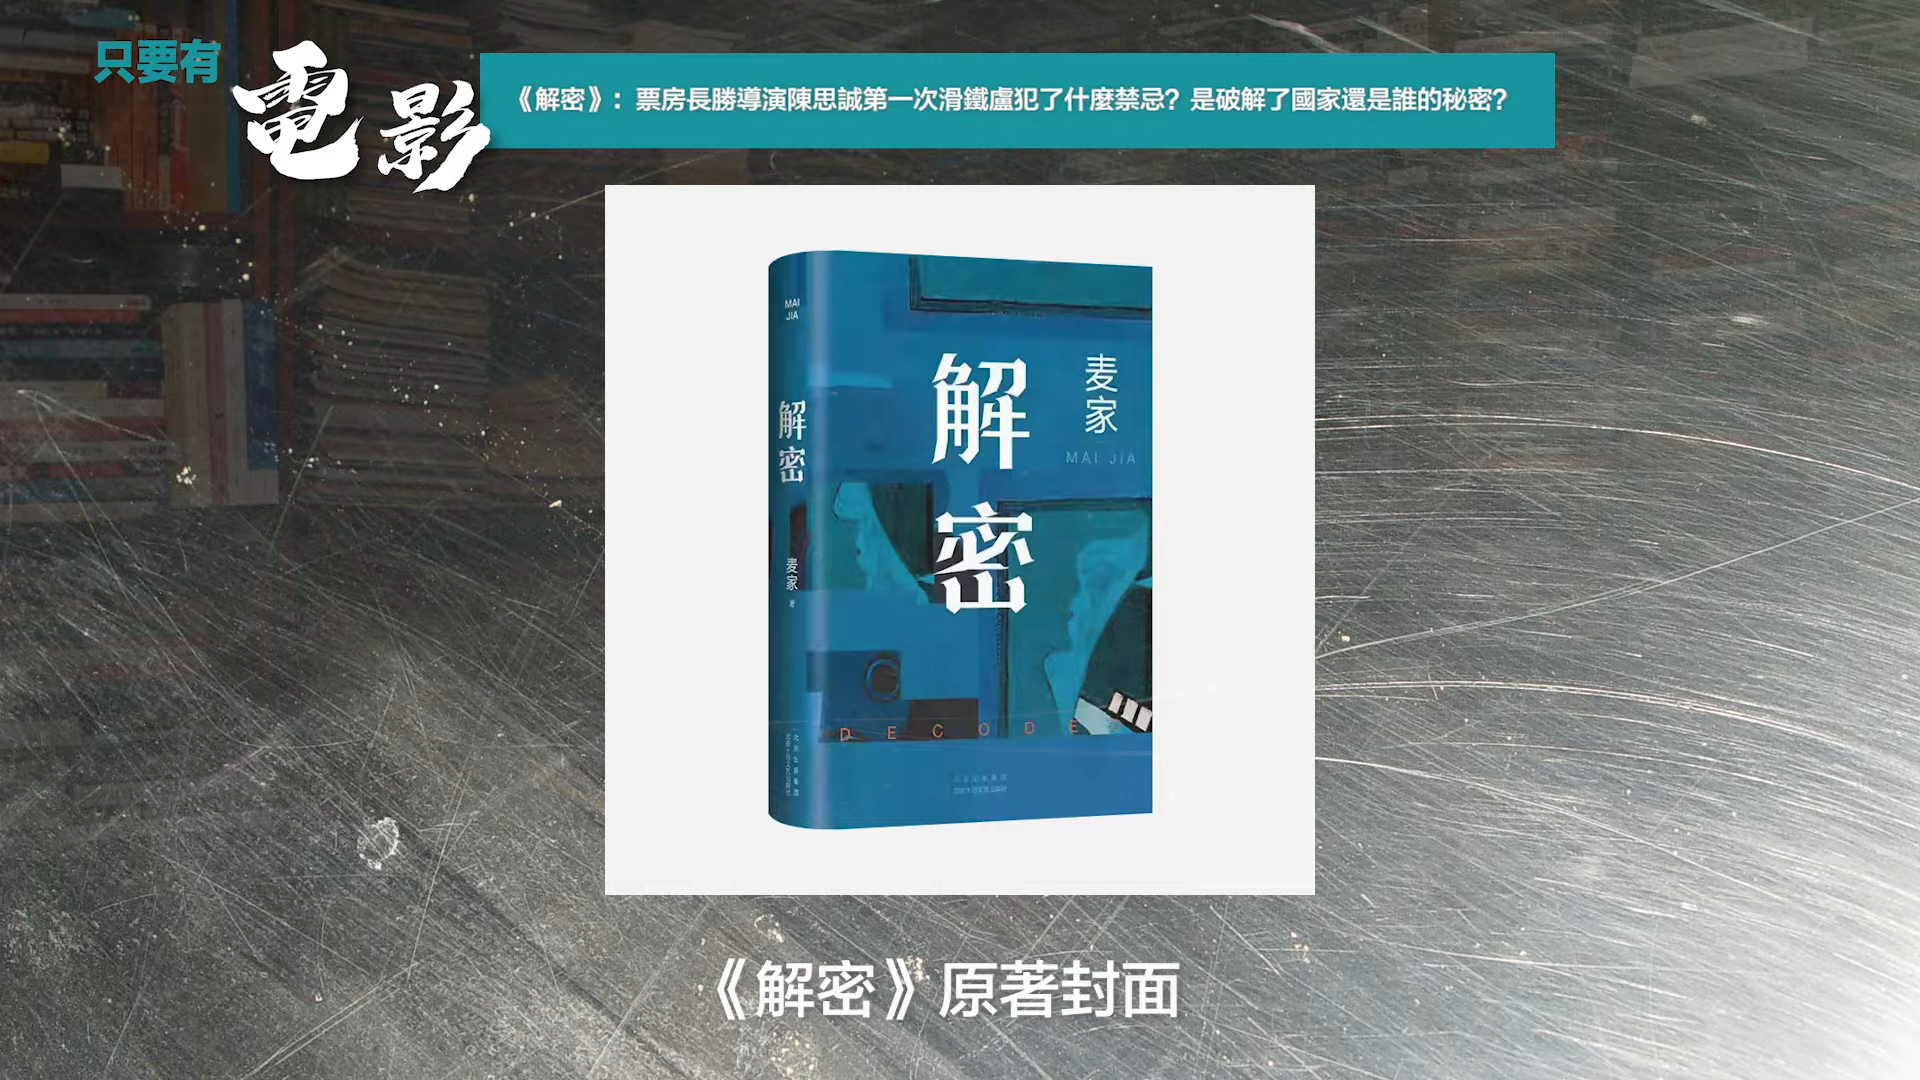 只要有
電影
《解密》：票房長勝導演陳思誠第一次滑鐵盧犯了什麼禁忌？是破解了國家還是誰的秘密？
MAI
JIA
解密
麦家 著
解密
麦家
MAI JIA
DECODED
《解密》原著封面